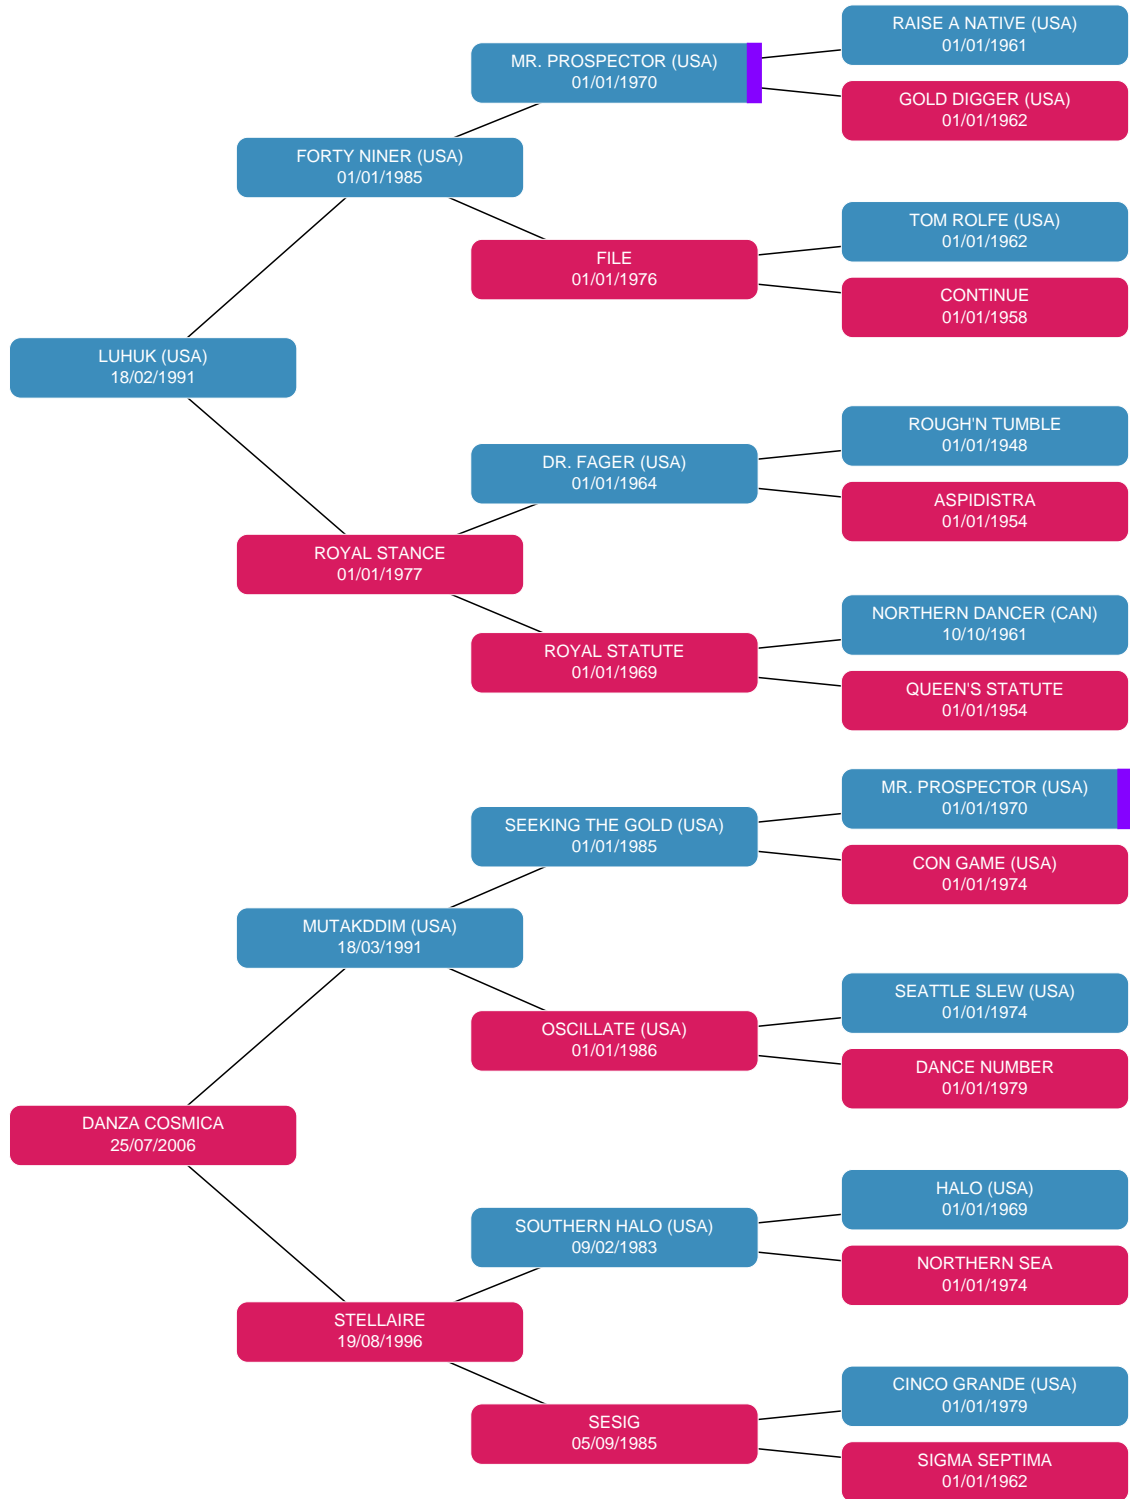 RAISE A NATIVE (USA)
01/01/1961
MR. PROSPECTOR (USA)
01/01/1970
GOLD DIGGER (USA)
01/01/1962
FORTY NINER (USA)
01/01/1985
TOM ROLFE (USA)
01/01/1962
FILE
01/01/1976
CONTINUE
01/01/1958
LUHUK (USA)
18/02/1991
ROUGH'N TUMBLE
01/01/1948
DR. FAGER (USA)
01/01/1964
ASPIDISTRA
01/01/1954
ROYAL STANCE
01/01/1977
NORTHERN DANCER (CAN)
10/10/1961
ROYAL STATUTE
01/01/1969
QUEEN'S STATUTE
01/01/1954
MR. PROSPECTOR (USA)
01/01/1970
SEEKING THE GOLD (USA)
01/01/1985
CON GAME (USA)
01/01/1974
MUTAKDDIM (USA)
18/03/1991
SEATTLE SLEW (USA)
01/01/1974
OSCILLATE (USA)
01/01/1986
DANCE NUMBER
01/01/1979
DANZA COSMICA
25/07/2006
HALO (USA)
01/01/1969
SOUTHERN HALO (USA)
09/02/1983
NORTHERN SEA
01/01/1974
STELLAIRE
19/08/1996
CINCO GRANDE (USA)
01/01/1979
SESIG
05/09/1985
SIGMA SEPTIMA
01/01/1962